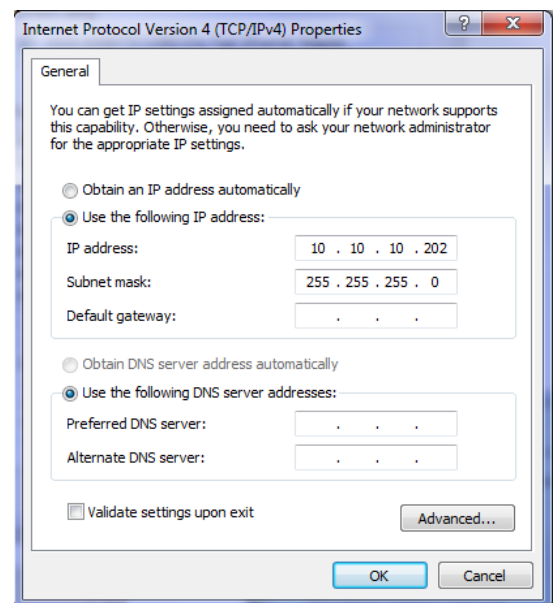 Internet Protocol Version 4 (TCP/IPv4) Properties
?
X
General
You can get IP settings assigned automatically if your network supports
this capability. Otherwise, you need to ask your network administrator
for the appropriate IP settings.
Obtain an IP address automatically
Use the following IP address:
IP address: 10 . 10 . 10 . 202
Subnet mask: 255 . 255 . 255 . 0
Default gateway: . . .
Obtain DNS server address automatically
Use the following DNS server addresses:
Preferred DNS server: . . .
Alternate DNS server: . . .
Validate settings upon exit
Advanced...
OK Cancel